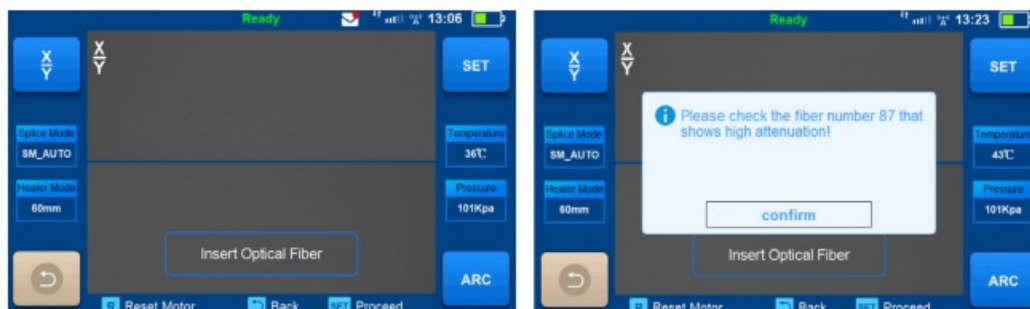 Ready
13:06
X
Y
X
Y
SET
Splice Mode
SM_AUTO
Temperature
36℃
Heater Mode
60mm
Pressure
101Kpa
Insert Optical Fiber
ARC
R Reset Motor
Back
SET Proceed
Ready
13:23
X
Y
X
Y
SET
Please check the fiber number 87 that
shows high attenuation!
Splice Mode
SM_AUTO
Temperature
43℃
Heater Mode
60mm
Pressure
101Kpa
confirm
Insert Optical Fiber
ARC
R Reset Motor
Back
SET Proceed